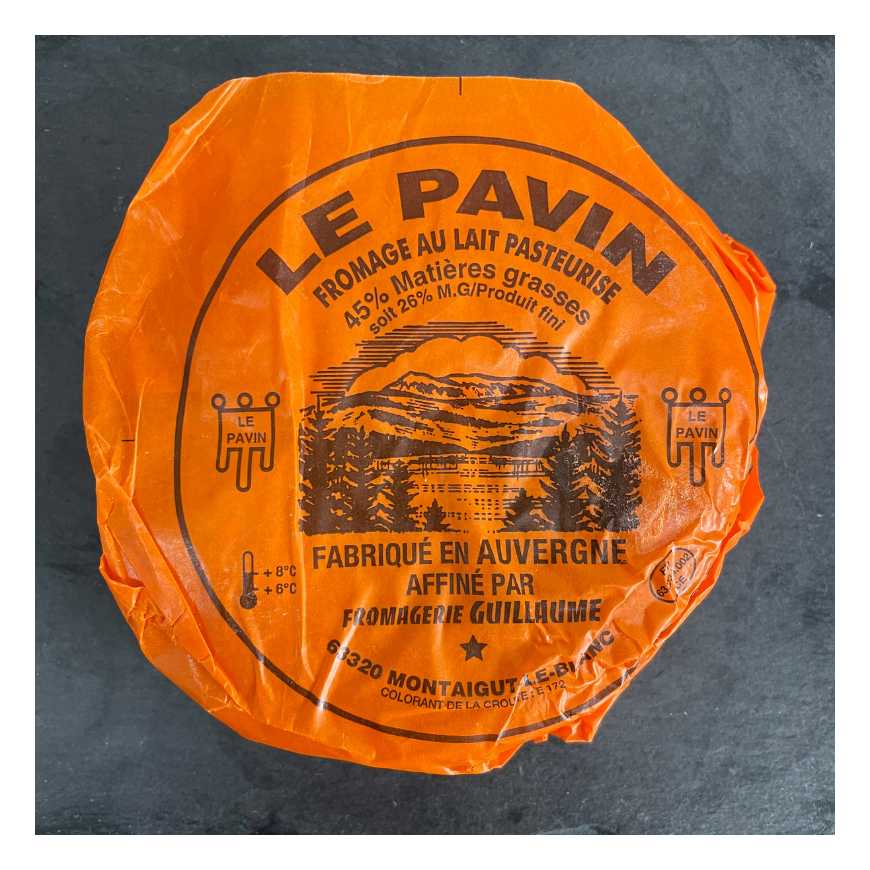 LE PAVIN
FROMAGE AU LAIT PASTEURISE
45% Matières grasses
soit 26% M.G/Produit fini
LE
PAVIN
LE
PAVIN
FABRIQUÉ EN AUVERGNE
AFFINÉ PAR
FROMAGERIE GUILLAUME
+ 8°C
+ 6°C
63320 MONTAIGUT-LE-BLANC
COLORANT DE LA CROUTE : E 172